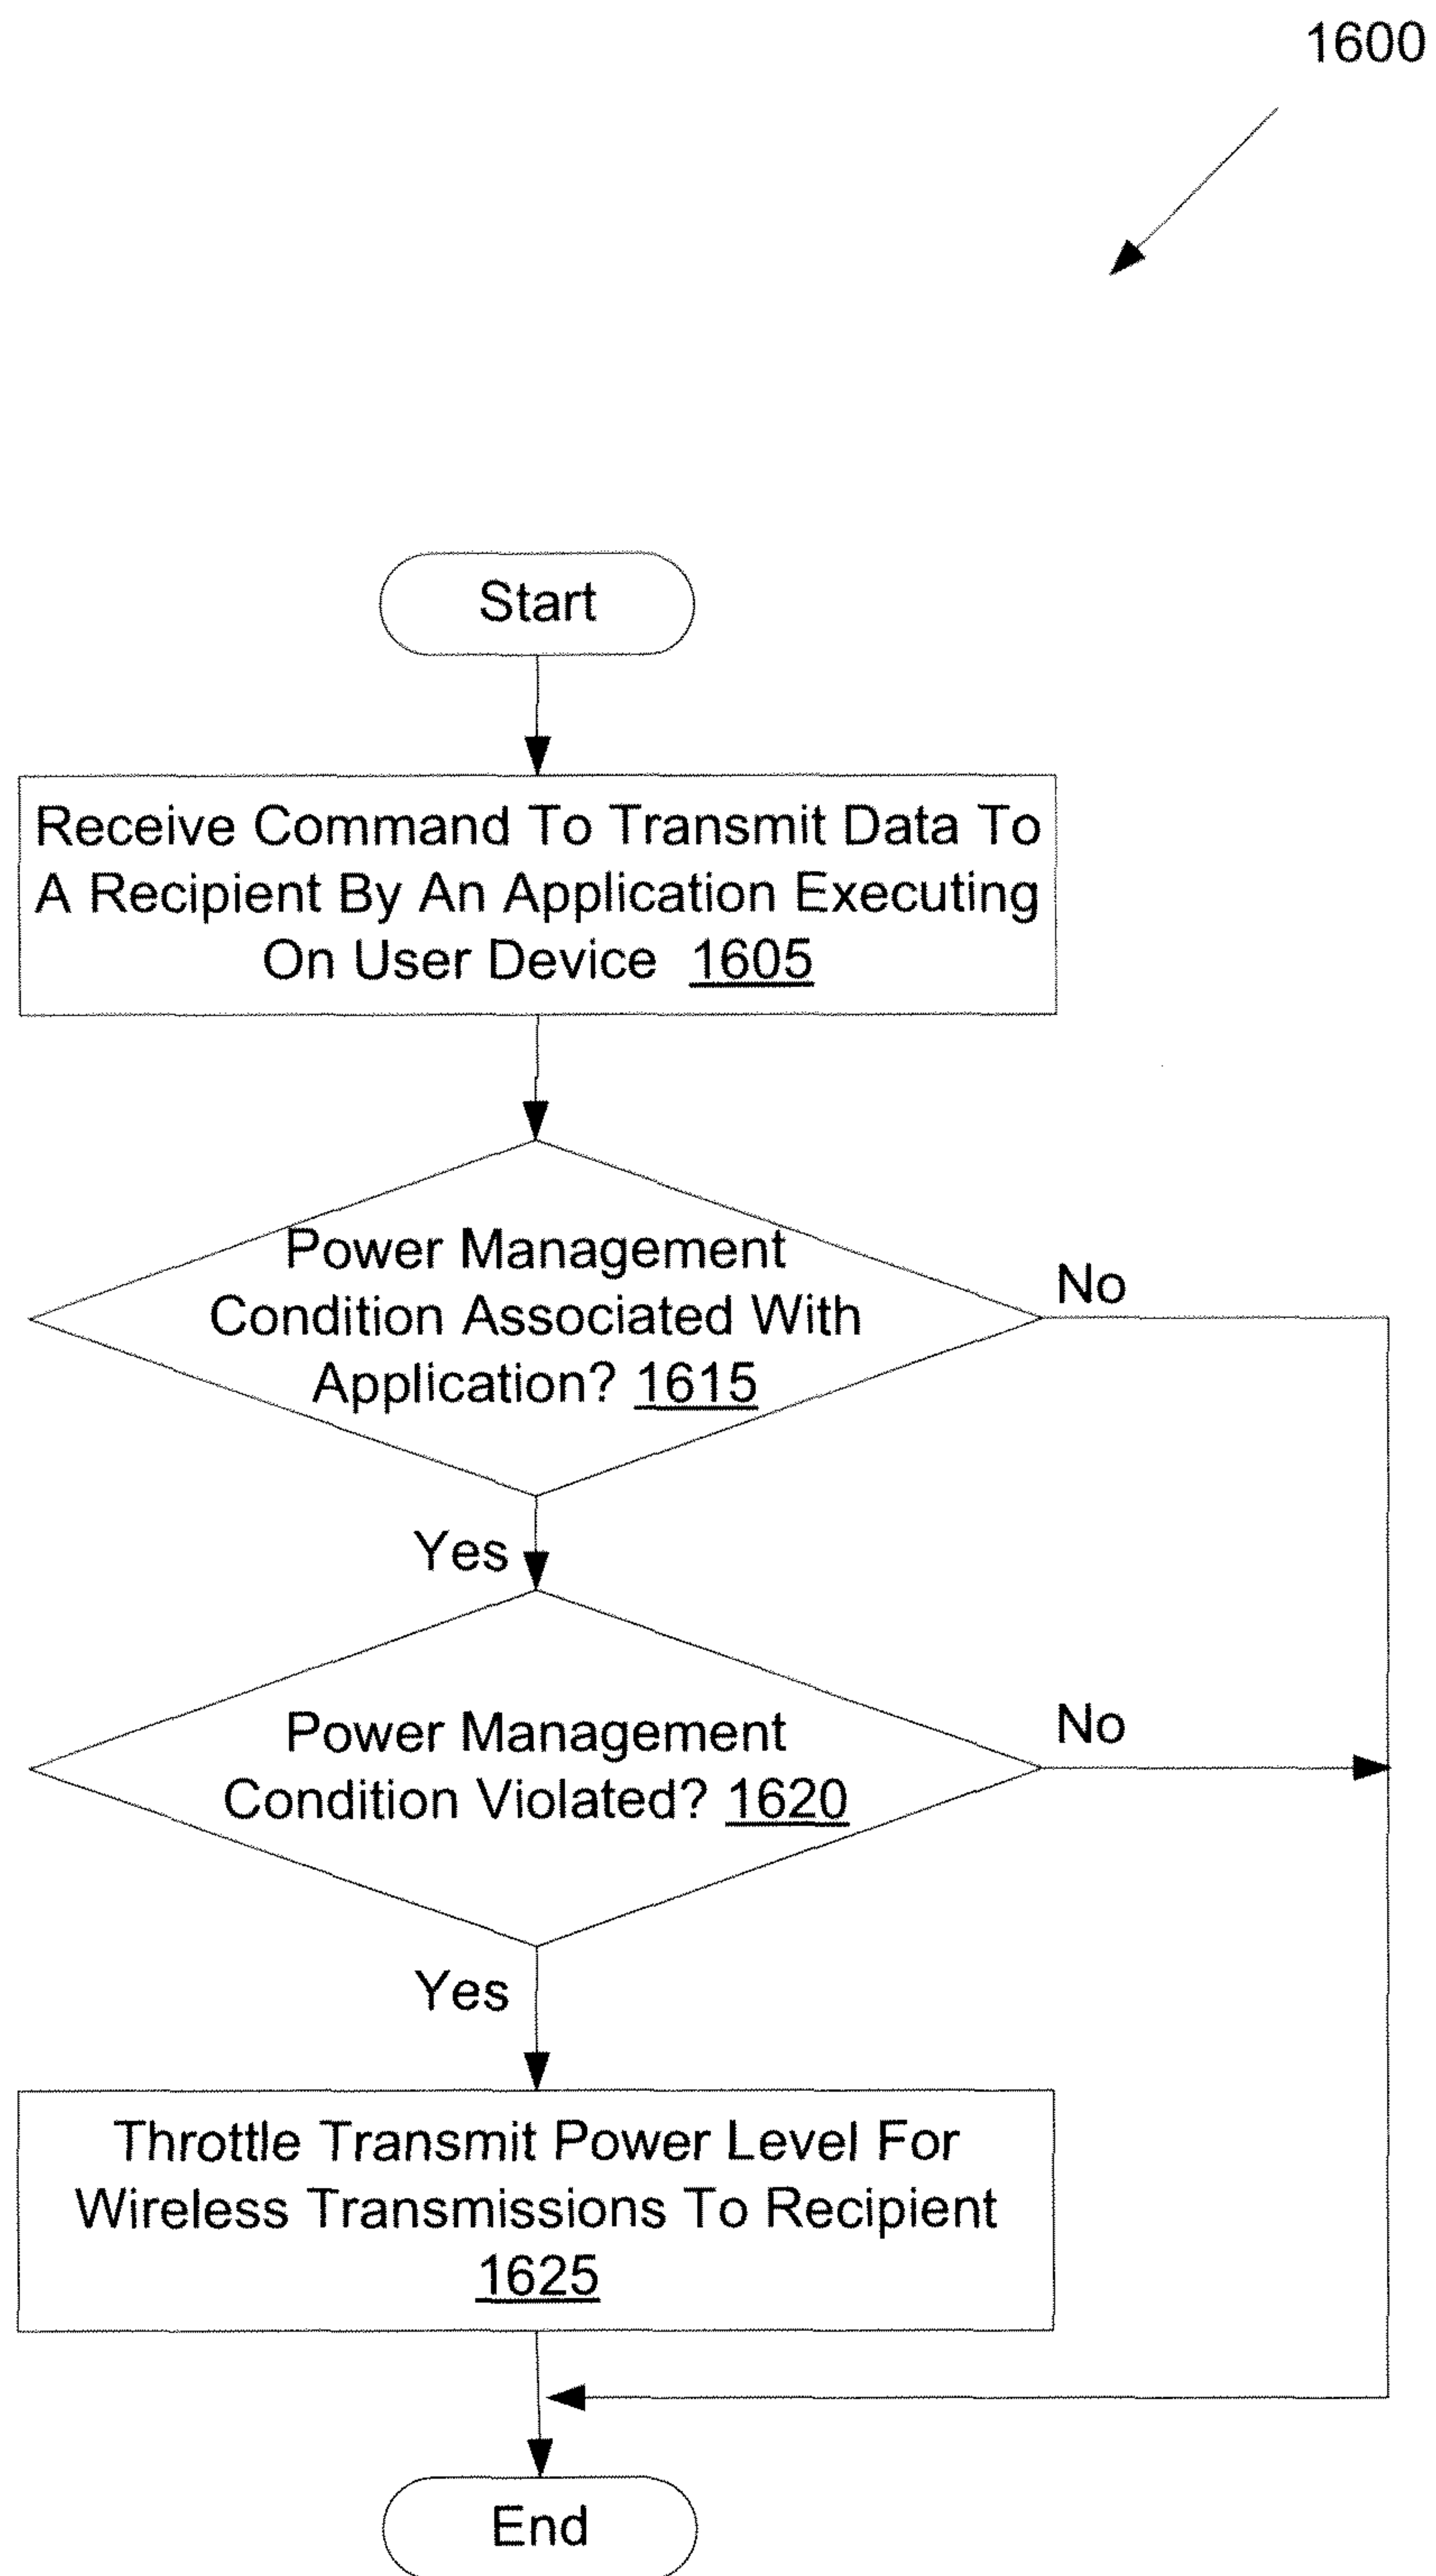 1600
Start
Receive Command To Transmit Data To
A Recipient By An Application Executing
On User Device 1605
Power Management
Condition Associated With
Application? 1615
No
Yes
Power Management
Condition Violated? 1620
No
Yes
Throttle Transmit Power Level For
Wireless Transmissions To Recipient
1625
End